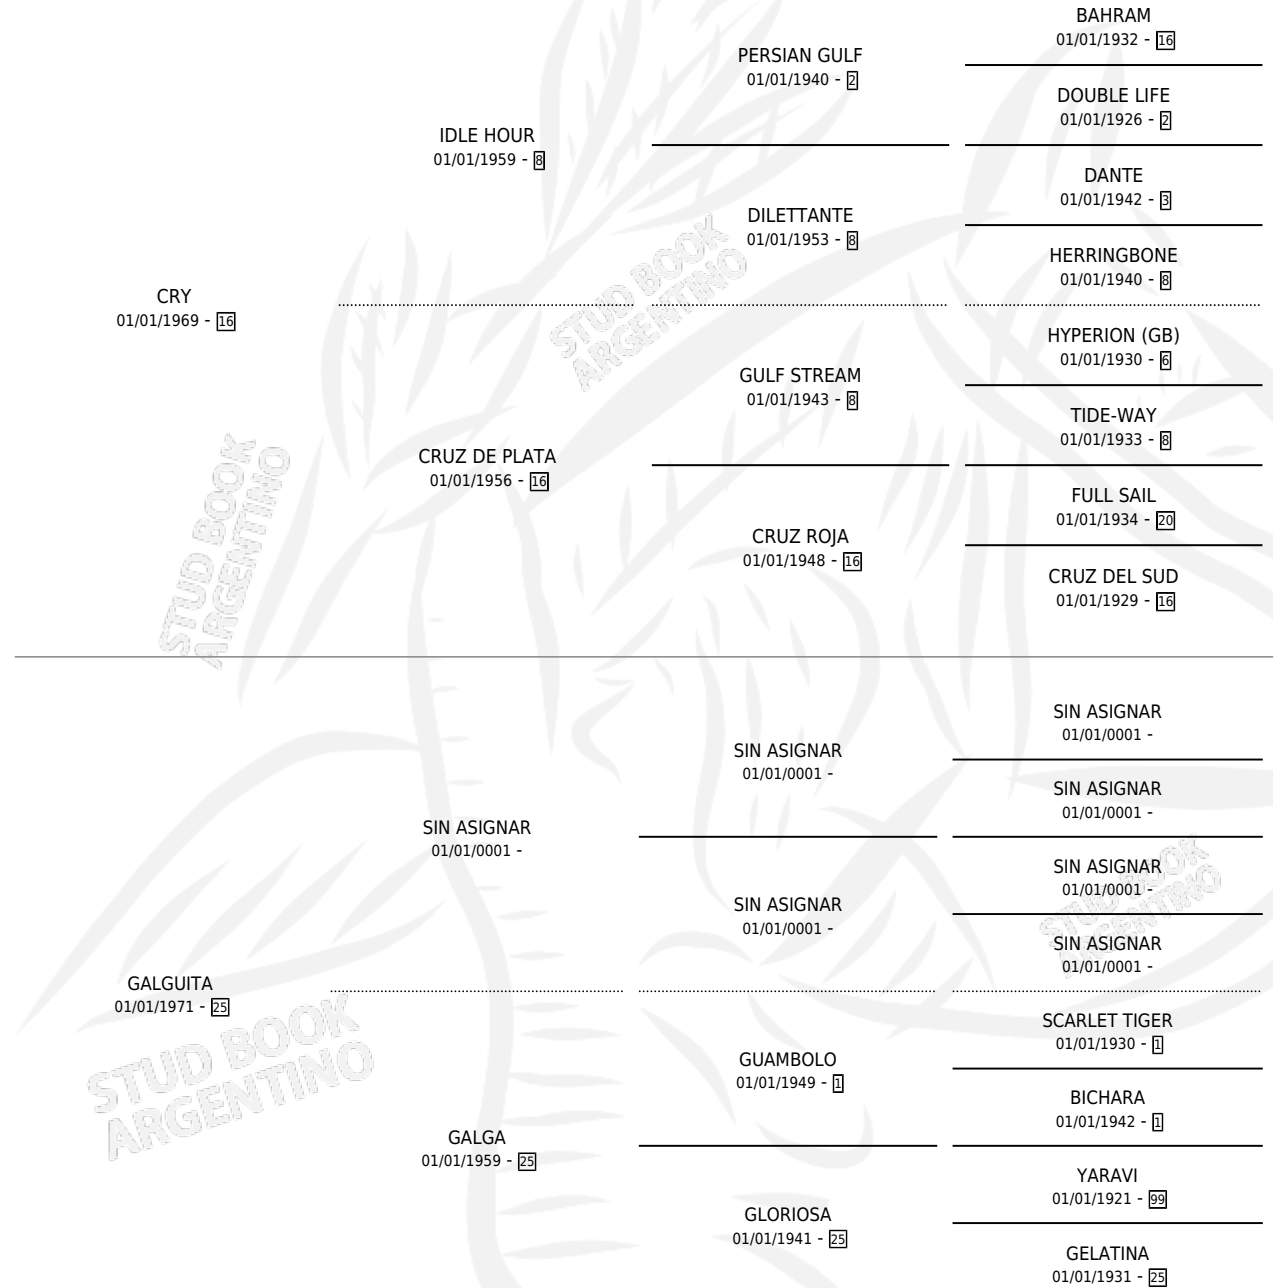 BAHRAM
01/01/1932 - 16
PERSIAN GULF
01/01/1940 - 2
DOUBLE LIFE
01/01/1926 - 2
IDLE HOUR
01/01/1959 - 8
DANTE
01/01/1942 - 3
DILETTANTE
01/01/1953 - 8
HERRINGBONE
01/01/1940 - 8
CRY
01/01/1969 - 16
HYPERION (GB)
01/01/1930 - 6
GULF STREAM
01/01/1943 - 8
TIDE-WAY
01/01/1933 - 8
CRUZ DE PLATA
01/01/1956 - 16
FULL SAIL
01/01/1934 - 20
CRUZ ROJA
01/01/1948 - 16
CRUZ DEL SUD
01/01/1929 - 16
STUD BOOK
ARGENTINO
STUD BOOK
ARGENTINO
SIN ASIGNAR
01/01/0001 -
SIN ASIGNAR
01/01/0001 -
SIN ASIGNAR
01/01/0001 -
SIN ASIGNAR
01/01/0001 -
SIN ASIGNAR
01/01/0001 -
SIN ASIGNAR
01/01/0001 -
SIN ASIGNAR
01/01/0001 -
GALGUITA
01/01/1971 - 25
SCARLET TIGER
01/01/1930 - 1
GUAMBOLO
01/01/1949 - 1
BICHARA
01/01/1942 - 1
GALGA
01/01/1959 - 25
YARAVI
01/01/1921 - 99
GLORIOSA
01/01/1941 - 25
GELATINA
01/01/1931 - 25
STUD BOOK
ARGENTINO
STUD BOOK
ARGENTINO